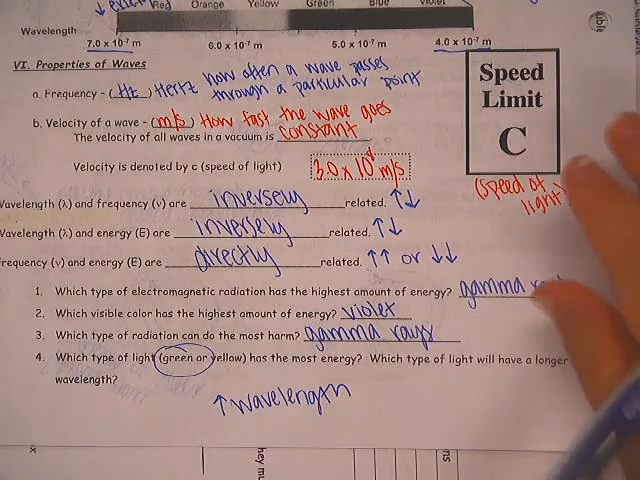 Red Orange Yellow Green Blue Violet
Wavelength
7.0 x 10⁻⁷ m 6.0 x 10⁻⁷ m 5.0 x 10⁻⁷ m 4.0 x 10⁻⁷ m
VI. Properties of Waves
a. Frequency - (Hz) Hertz how often a wave passes
through a particular point
b. Velocity of a wave - (m/s) How fast the wave goes
The velocity of all waves in a vacuum is constant
Velocity is denoted by c (speed of light) 3.0 x 10⁸ m/s
Speed
Limit
C
(speed of
light)
Wavelength (λ) and frequency (ν) are inversely related. ↑↓
Wavelength (λ) and energy (E) are inversely related. ↑↓
Frequency (ν) and energy (E) are directly related. ↑↑ or ↓↓
1. Which type of electromagnetic radiation has the highest amount of energy? gamma
2. Which visible color has the highest amount of energy? violet
3. Which type of radiation can do the most harm? gamma rays
4. Which type of light (green or yellow) has the most energy? Which type of light will have a longer
wavelength?
↑ wavelength